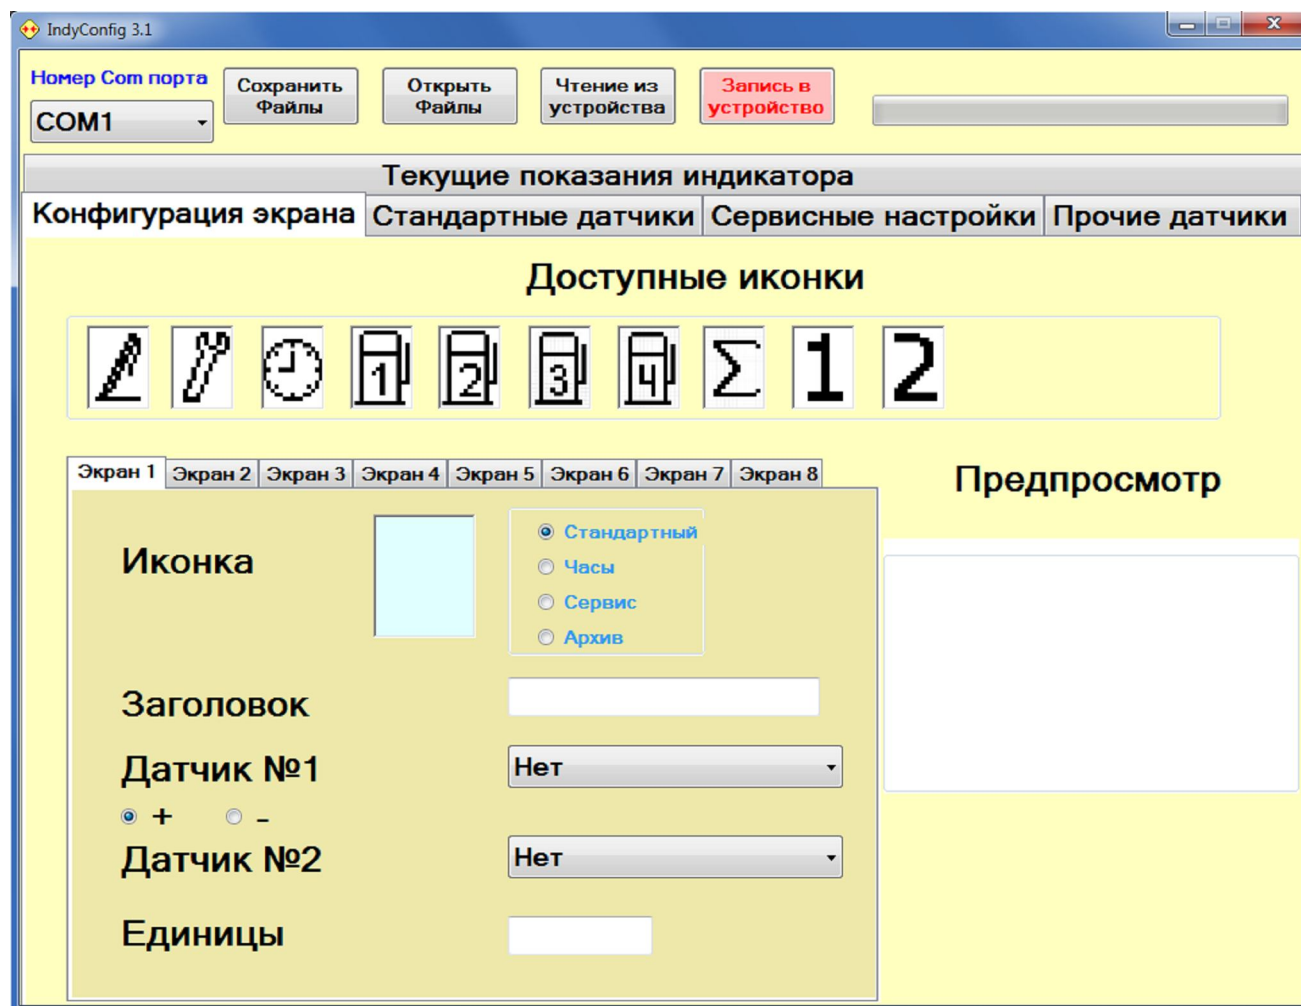 IndyConfig 3.1
Номер Com порта
COM1
Сохранить
Файлы
Открыть
Файлы
Чтение из
устройства
Запись в
устройство
Текущие показания индикатора
Конфигурация экрана Стандартные датчики Сервисные настройки Прочие датчики
Доступные иконки
1 2 3 4 Σ 1 2
Экран 1 Экран 2 Экран 3 Экран 4 Экран 5 Экран 6 Экран 7 Экран 8
Предпросмотр
Иконка
Стандартный
Часы
Сервис
Архив
Заголовок
Датчик №1 Нет
+ -
Датчик №2 Нет
Единицы